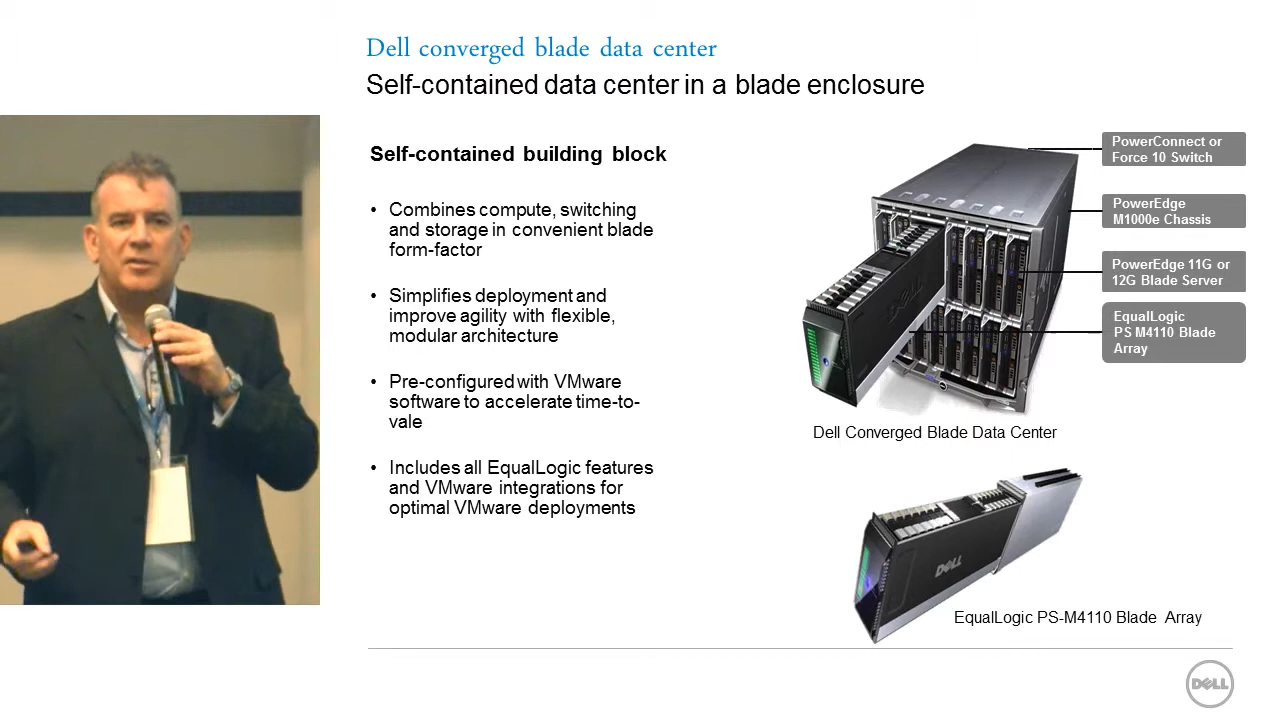 Dell converged blade data center
Self-contained data center in a blade enclosure
Self-contained building block
• Combines compute, switching
and storage in convenient blade
form-factor
• Simplifies deployment and
improve agility with flexible,
modular architecture
• Pre-configured with VMware
software to accelerate time-to-
vale
• Includes all EqualLogic features
and VMware integrations for
optimal VMware deployments
PowerConnect or
Force 10 Switch
PowerEdge
M1000e Chassis
PowerEdge 11G or
12G Blade Server
EqualLogic
PS M4110 Blade
Array
DELL
Dell Converged Blade Data Center
DELL
EqualLogic PS-M4110 Blade Array
DELL